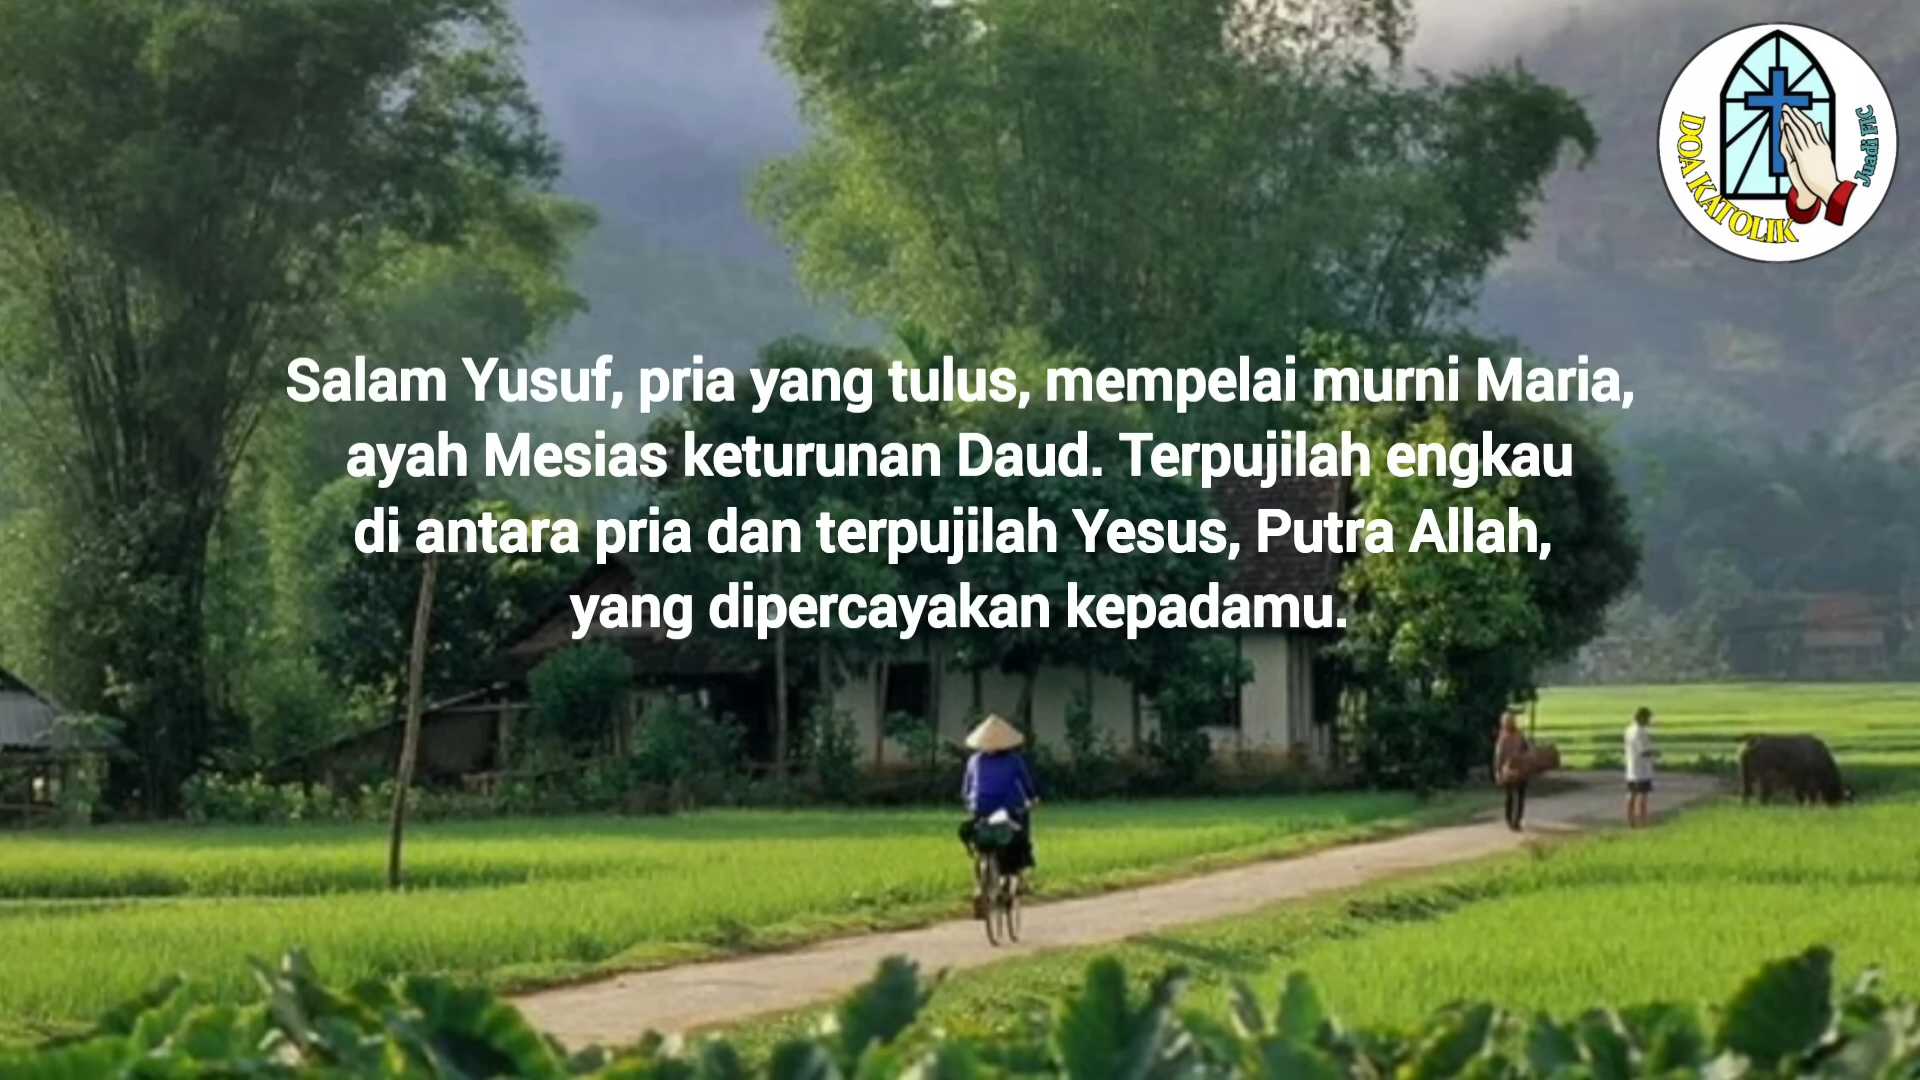 Salam Yusuf, pria yang tulus, mempelai murni Maria,
ayah Mesias keturunan Daud. Terpujilah engkau
di antara pria dan terpujilah Yesus, Putra Allah,
yang dipercayakan kepadamu.
DOA KATOLIK
Juadi FIC